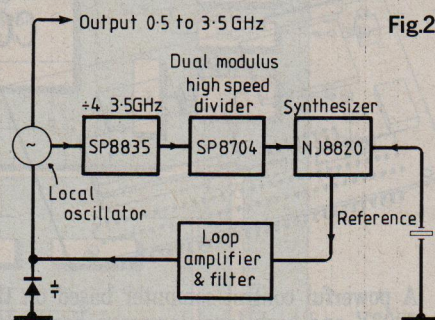 Output 0·5 to 3·5 GHz
Fig.2
Dual modulus
high speed
divider
÷4 3·5GHz
Synthesizer
SP8835
SP8704
NJ8820
~
Local
oscillator
Reference
Loop
amplifier
& filter